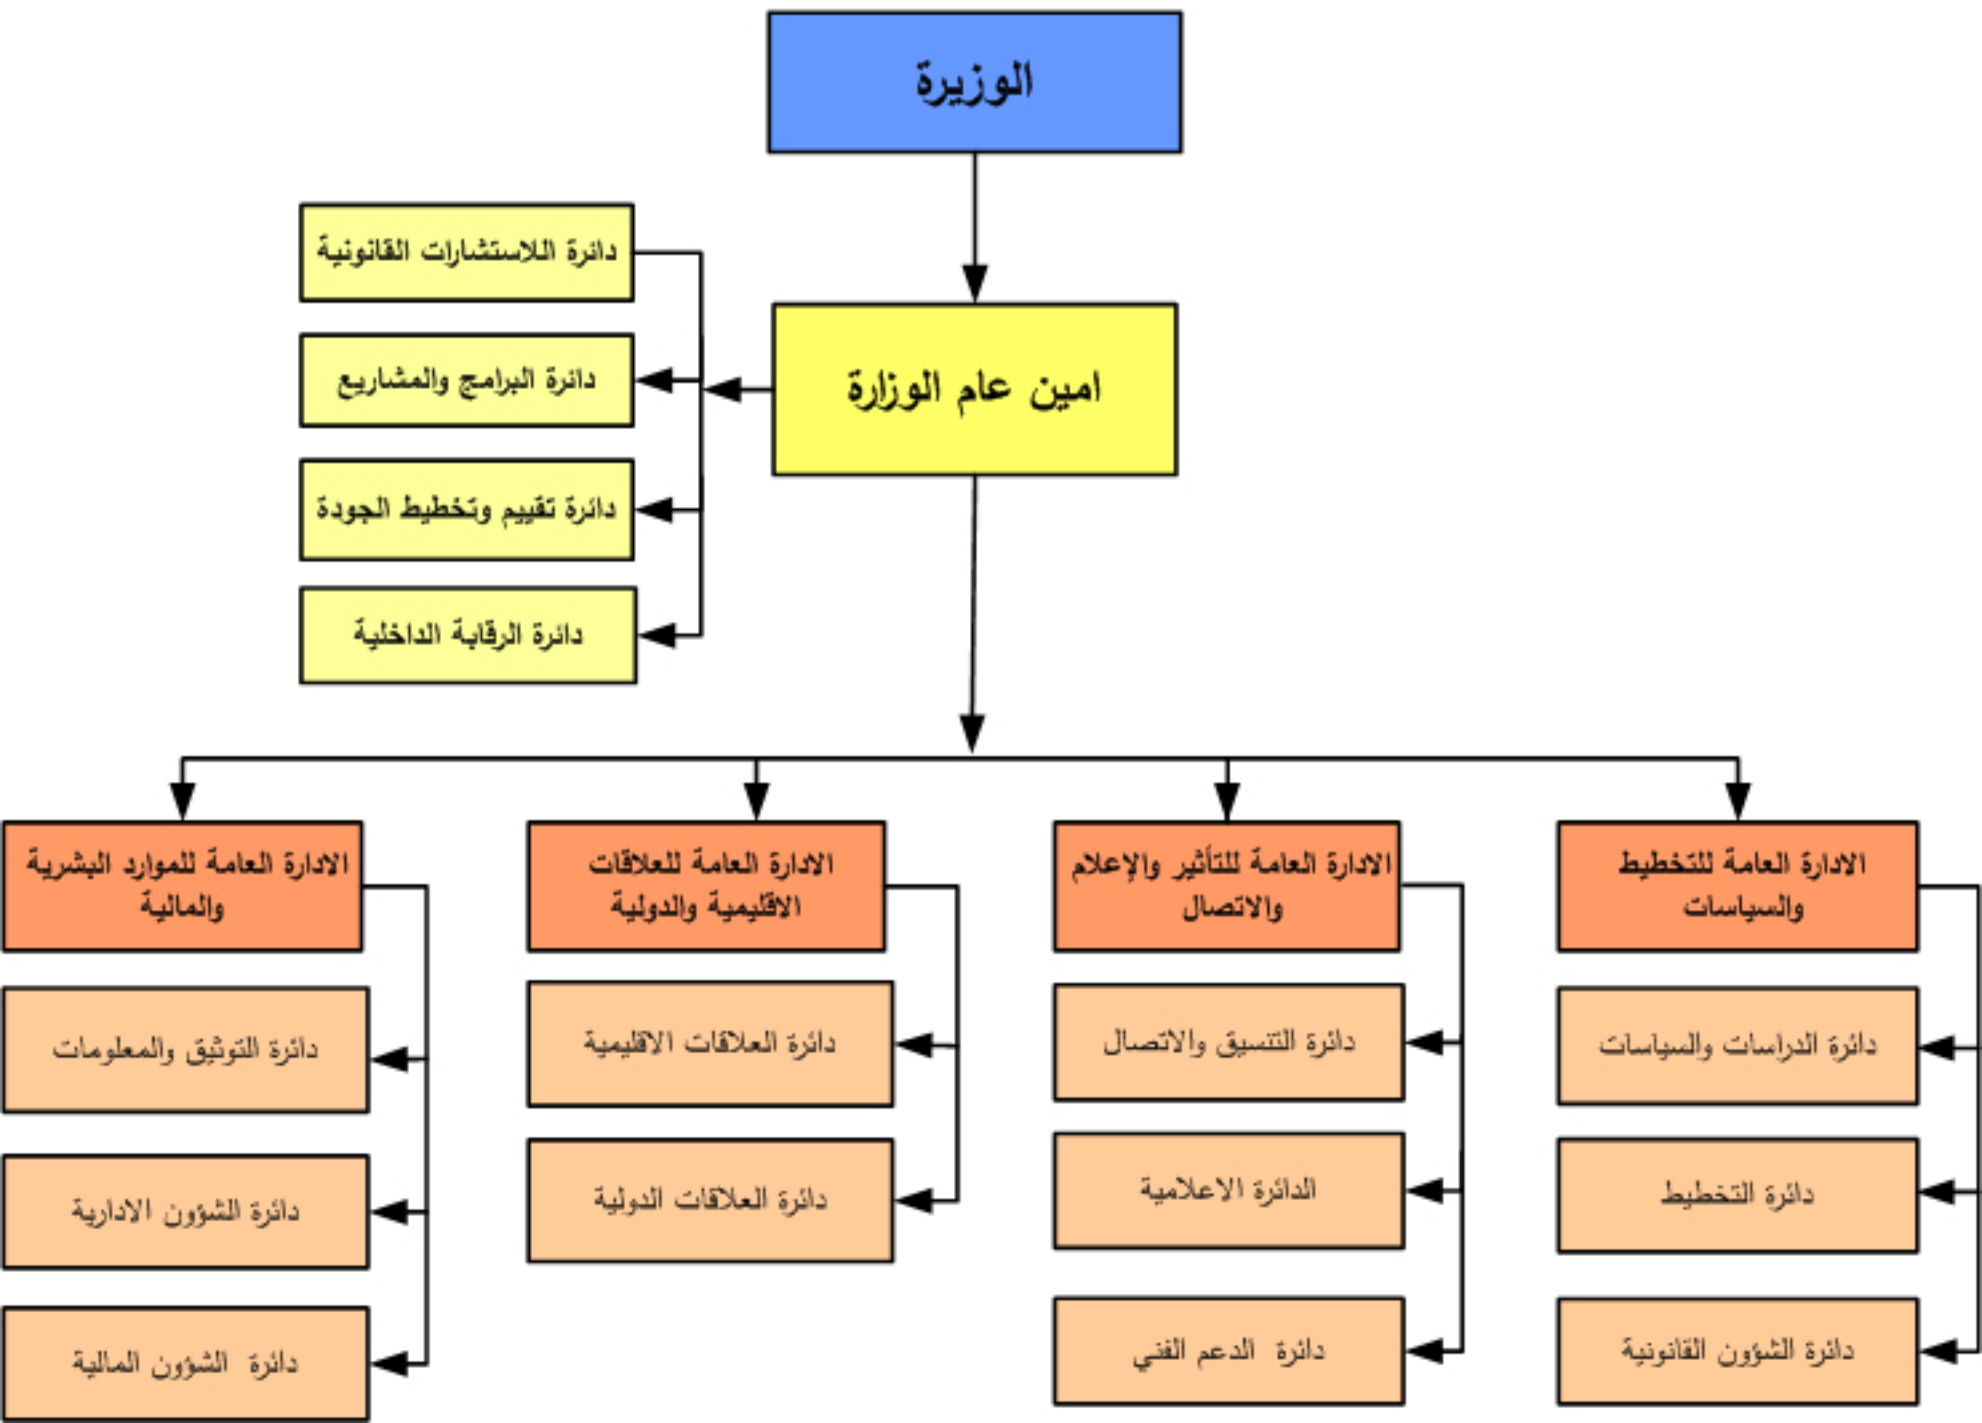 الوزيرة
امين عام الوزارة
دائرة اللاستشارات القانونية
دائرة البرامج والمشاريع
دائرة تقييم وتخطيط الجودة
دائرة الرقابة الداخلية
الادارة العامة للتخطيط
والسياسات
دائرة الدراسات والسياسات
دائرة التخطيط
دائرة الشؤون القانونية
الادارة العامة للتأثير والإعلام
والاتصال
دائرة التنسيق والاتصال
الدائرة الاعلامية
دائرة الدعم الفني
الادارة العامة للعلاقات
الاقليمية والدولية
دائرة العلاقات الاقليمية
دائرة العلاقات الدولية
الادارة العامة للموارد البشرية
والمالية
دائرة التوثيق والمعلومات
دائرة الشؤون الادارية
دائرة الشؤون المالية